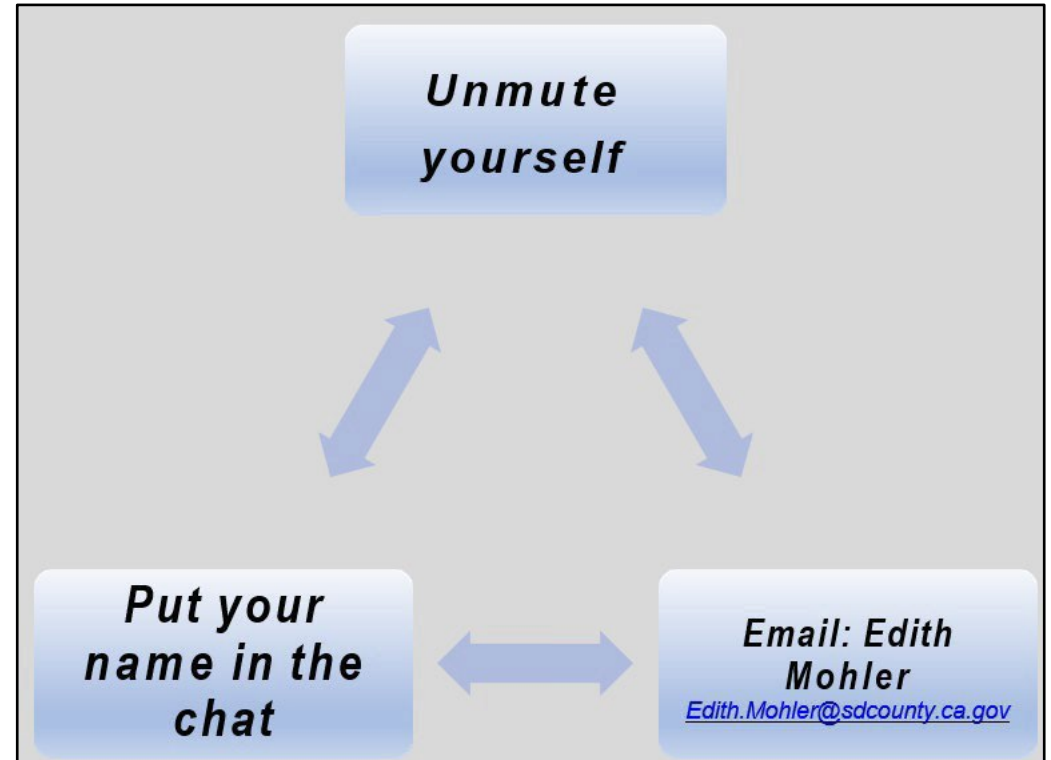 Unmute
yourself
Put your
name in the
chat
Email: Edith
Mohler
Edith.Mohler@sdcounty.ca.gov